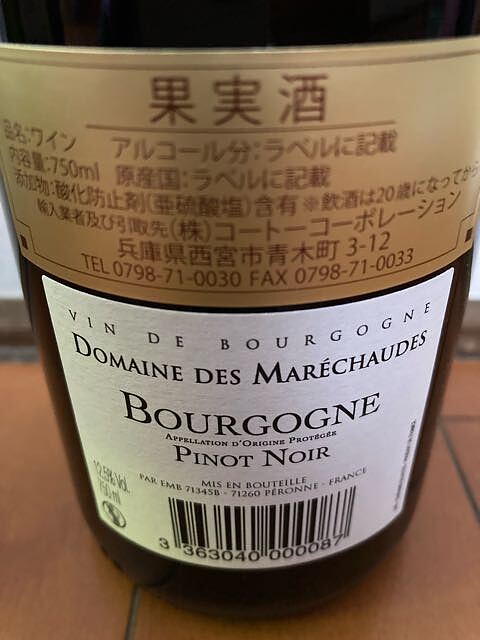 果実酒
品名:ワイン アルコール分:ラベルに記載
内容量:750ml 原産国:ラベルに記載
添加物:酸化防止剤(亜硫酸塩)含有 ※飲酒は20歳になってから
輸入業者及び引取先(株)コートーコーポレーション
兵庫県西宮市青木町 3-12
TEL 0798-71-0030 FAX 0798-71-0033
VIN DE BOURGOGNE
DOMAINE DES MARÉCHAUDES
BOURGOGNE
APPELLATION D'ORIGINE PROTÉGÉE
PINOT NOIR
12,5% Vol.
750 ml
MIS EN BOUTEILLE
PAR EMB 71345B - 71260 PÉRONNE - FRANCE
3 363040 000087